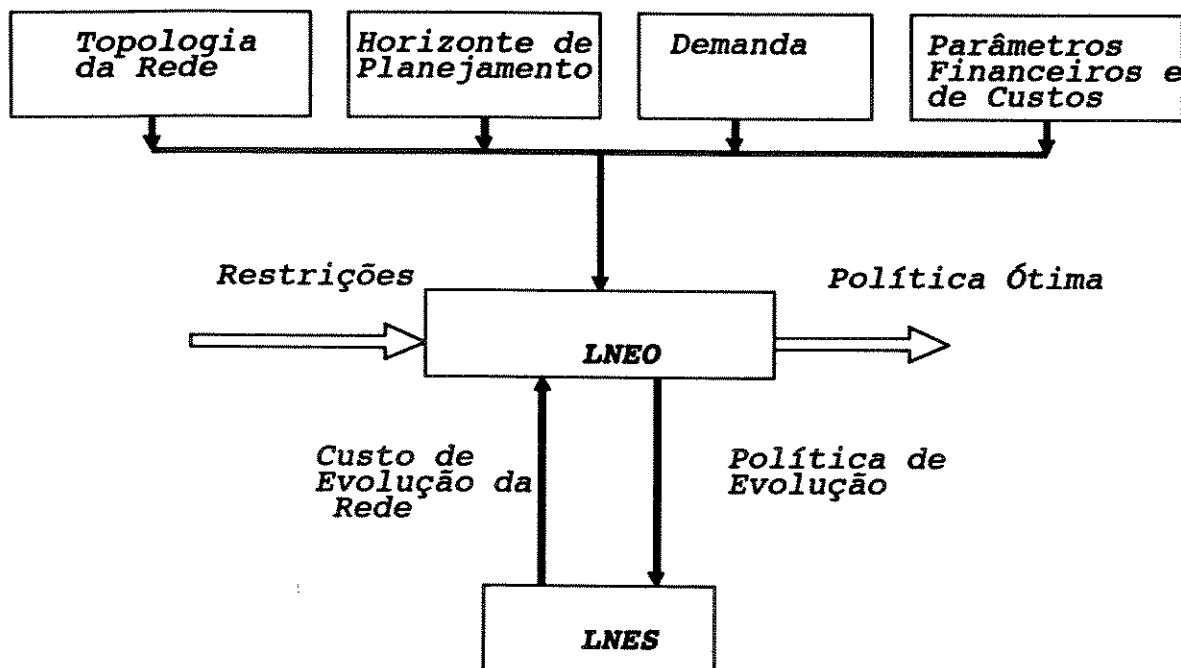 Topologia
da Rede
Horizonte de
Planejamento
Demanda
Parâmetros
Financeiros e
de Custos
Restrições
Política Ótima
LNEO
Custo de
Evolução da
Rede
Política de
Evolução
LNES